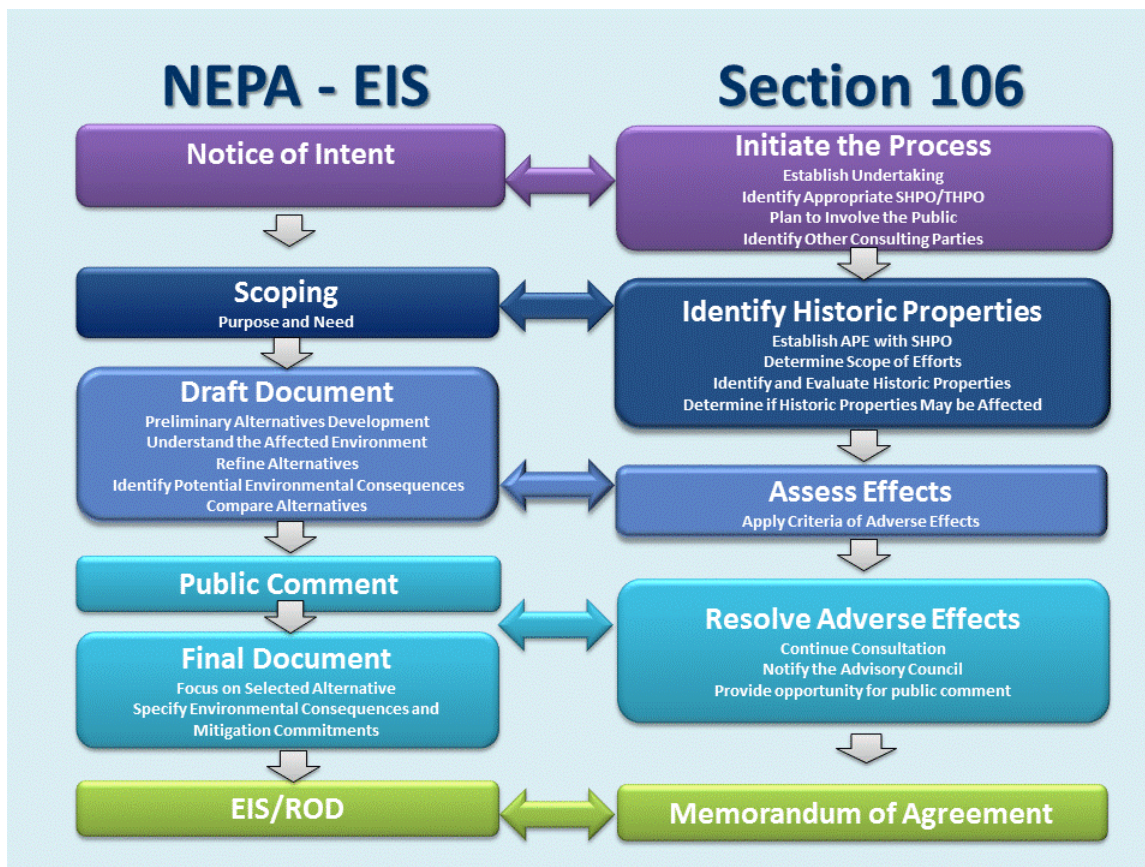 NEPA - EIS
Notice of Intent
Scoping
Purpose and Need
Draft Document
Preliminary Alternatives Development
Understand the Affected Environment
Refine Alternatives
Identify Potential Environmental Consequences
Compare Alternatives
Public Comment
Final Document
Focus on Selected Alternative
Specify Environmental Consequences and
Mitigation Commitments
EIS/ROD
Section 106
Initiate the Process
Establish Undertaking
Identify Appropriate SHPO/THPO
Plan to Involve the Public
Identify Other Consulting Parties
Identify Historic Properties
Establish APE with SHPO
Determine Scope of Efforts
Identify and Evaluate Historic Properties
Determine if Historic Properties May be Affected
Assess Effects
Apply Criteria of Adverse Effects
Resolve Adverse Effects
Continue Consultation
Notify the Advisory Council
Provide opportunity for public comment
Memorandum of Agreement